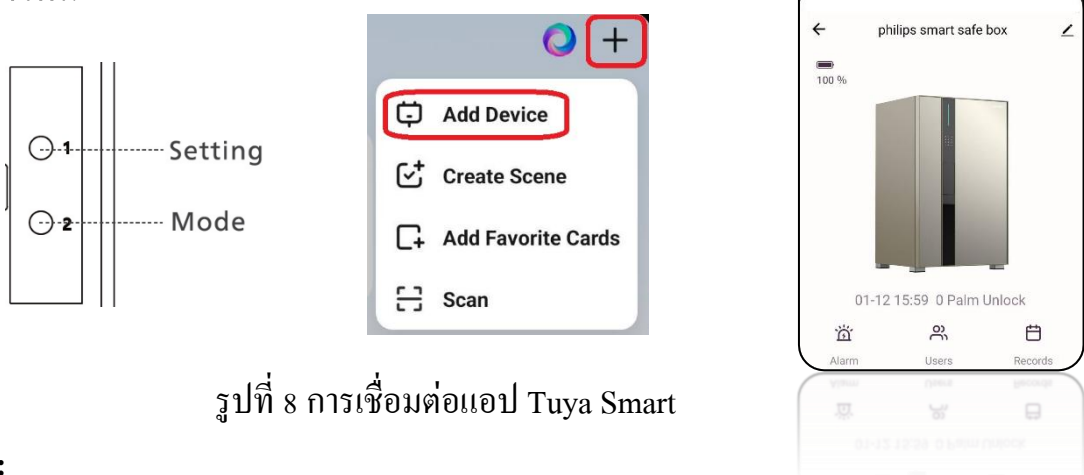 1 Setting
2 Mode
+
Add Device
Create Scene
Add Favorite Cards
Scan
philips smart safe box
100 %
01-12 15:59 0 Palm Unlock
Alarm Users Records
รูปที่ 8 การเชื่อมต่อแอป Tuya Smart
: